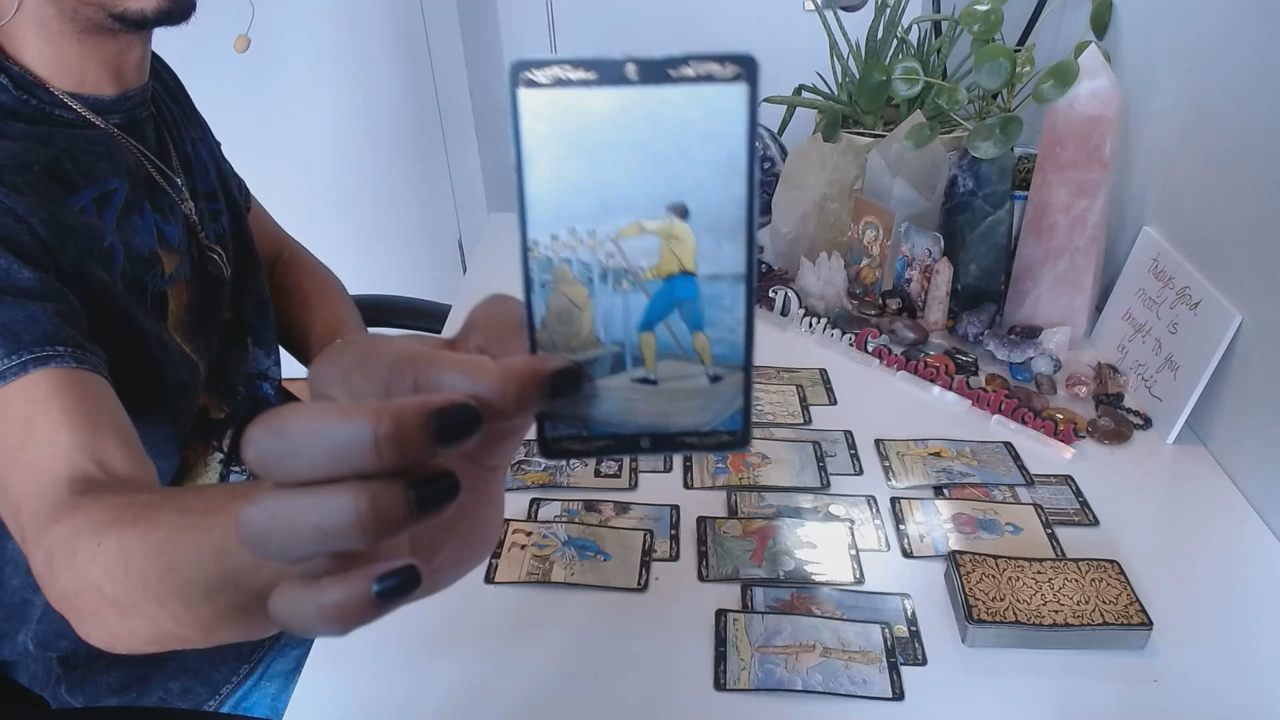 Divine Conversations
today's good
mood is
brought to you
by coffee